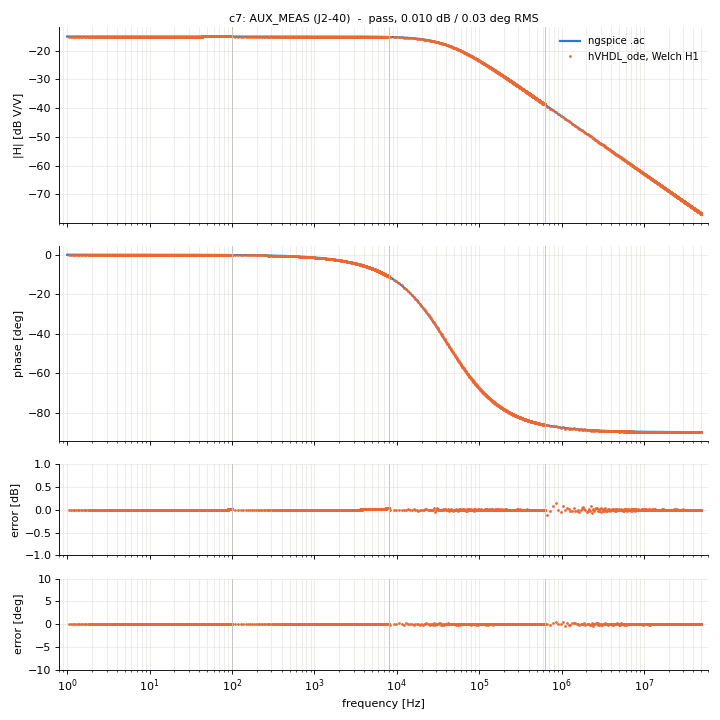 c7: AUX_MEAS (J2-40)  -  pass, 0.010 dB / 0.03 deg RMS
|H| [dB V/V]
−20
−30
−40
−50
−60
−70
ngspice .ac
hVHDL_ode, Welch H1
phase [deg]
0
−20
−40
−60
−80
error [dB]
1.0
0.5
0.0
−0.5
−1.0
error [deg]
10
5
0
−5
−10
10⁰ 10¹ 10² 10³ 10⁴ 10⁵ 10⁶ 10⁷
frequency [Hz]